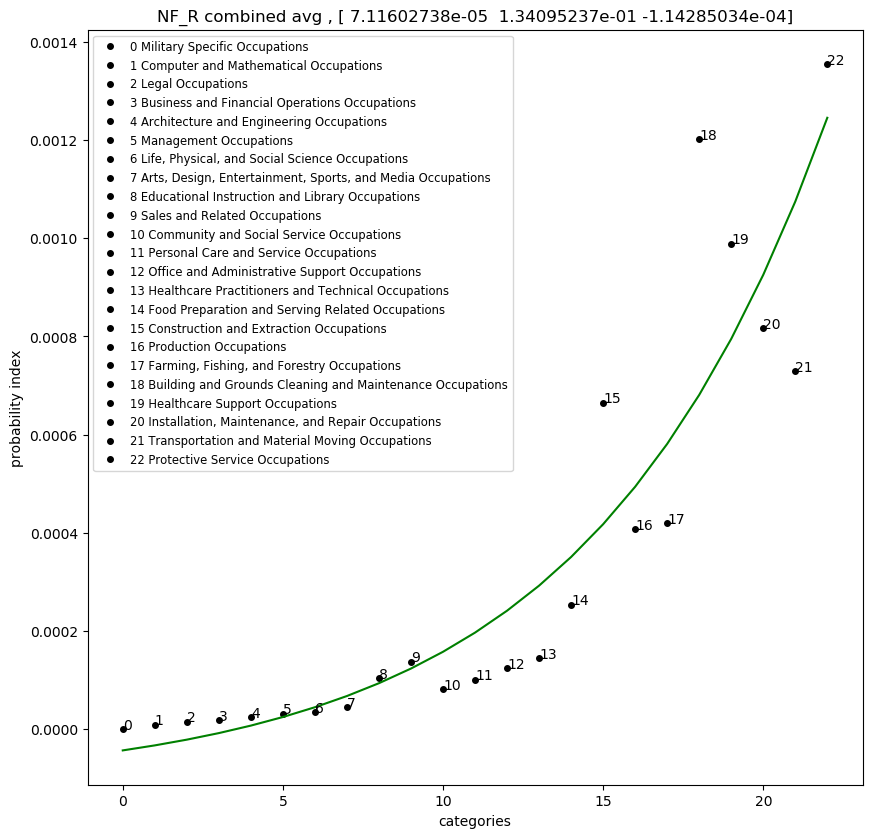 NF_R combined avg , [ 7.11602738e-05  1.34095237e-01 -1.14285034e-04]
0 Military Specific Occupations
1 Computer and Mathematical Occupations
2 Legal Occupations
3 Business and Financial Operations Occupations
4 Architecture and Engineering Occupations
5 Management Occupations
6 Life, Physical, and Social Science Occupations
7 Arts, Design, Entertainment, Sports, and Media Occupations
8 Educational Instruction and Library Occupations
9 Sales and Related Occupations
10 Community and Social Service Occupations
11 Personal Care and Service Occupations
12 Office and Administrative Support Occupations
13 Healthcare Practitioners and Technical Occupations
14 Food Preparation and Serving Related Occupations
15 Construction and Extraction Occupations
16 Production Occupations
17 Farming, Fishing, and Forestry Occupations
18 Building and Grounds Cleaning and Maintenance Occupations
19 Healthcare Support Occupations
20 Installation, Maintenance, and Repair Occupations
21 Transportation and Material Moving Occupations
22 Protective Service Occupations
probability index
0.0014
0.0012
0.0010
0.0008
0.0006
0.0004
0.0002
0.0000
0
1
2
3
4
5
6
7
8
9
10
11
12
13
14
15
16
17
18
19
20
21
22
0
5
10
15
20
categories